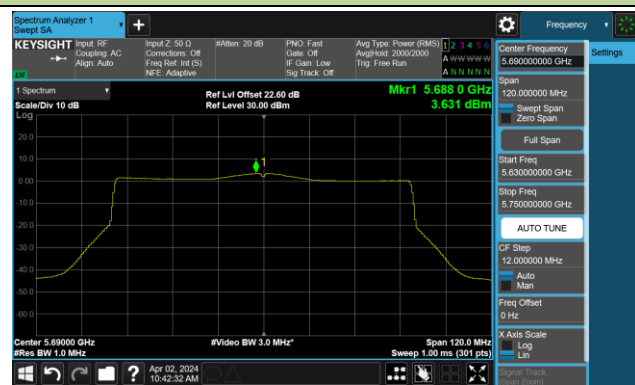 Spectrum Analyzer 1
Swept SA
+
Frequency
KEYSIGHT
Input: RF
Coupling: AC
Align: Auto
Input Z: 50 Ω
Corrections: Off
Freq Ref: Int (S)
NFE: Adaptive
#Atten: 20 dB
PNO: Fast
Gate: Off
IF Gain: Low
Sig Track: Off
Avg Type: Power (RMS)
Avg|Hold: 2000/2000
Trig: Free Run
1 2 3 4 5 6
A W W W W W
A N N N N N
LW
Center Frequency
5.690000000 GHz
Settings
Span
120.000000 MHz
Swept Span
Zero Span
Full Span
Start Freq
5.630000000 GHz
Stop Freq
5.750000000 GHz
AUTO TUNE
CF Step
12.000000 MHz
Auto
Man
Freq Offset
0 Hz
X Axis Scale
Log
Lin
Signal Track
(Span Zoom)
1 Spectrum
Scale/Div 10 dB
Log
Ref Lvl Offset 22.60 dB
Ref Level 30.00 dBm
Mkr1 5.688 0 GHz
3.631 dBm
20.0
10.0
0.00
-10.0
-20.0
-30.0
-40.0
-50.0
-60.0
1
Center 5.69000 GHz
#Res BW 1.0 MHz
#Video BW 3.0 MHz*
Span 120.0 MHz
Sweep 1.00 ms (301 pts)
?
Apr 02, 2024
10:42:32 AM